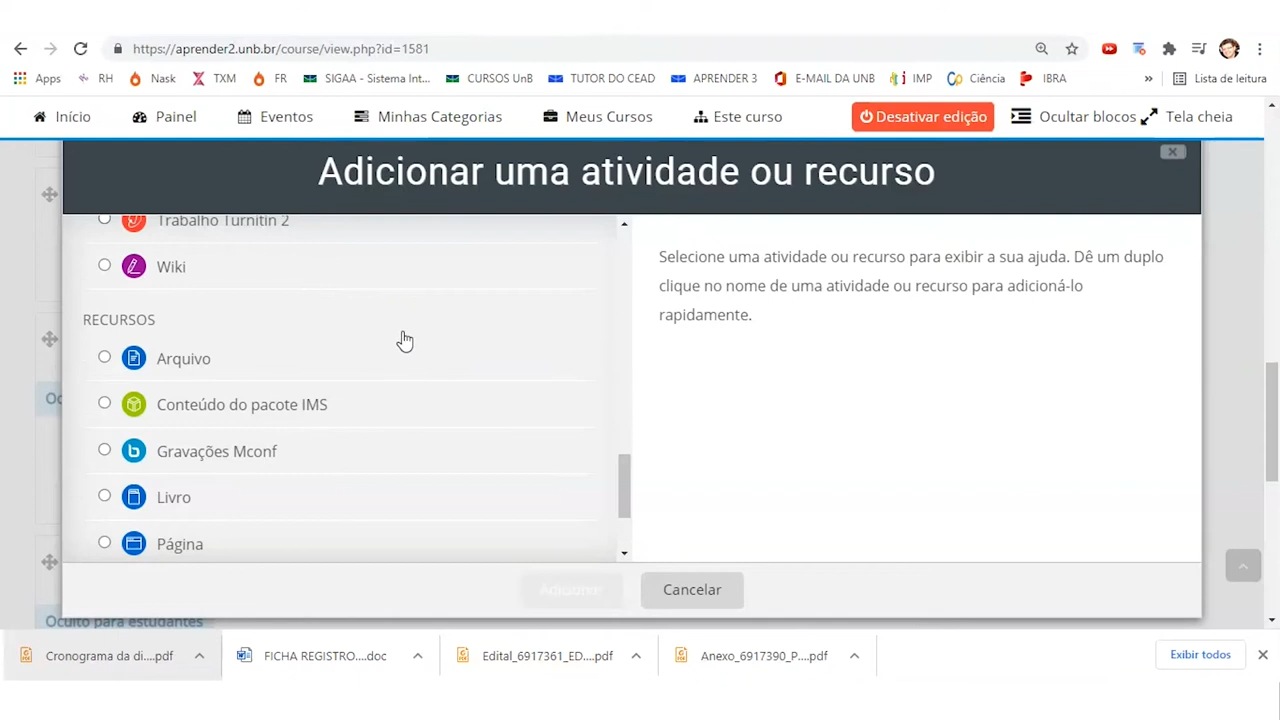 https://aprender2.unb.br/course/view.php?id=1581
Apps RH Nask TXM FR SIGAA - Sistema Int... CURSOS UnB TUTOR DO CEAD APRENDER 3 E-MAIL DA UNB IMP Ciência IBRA » Lista de leitura
Início Painel Eventos Minhas Categorias Meus Cursos Este curso Desativar edição Ocultar blocos Tela cheia
Adicionar uma atividade ou recurso
Trabalho Turnitin 2
Wiki
RECURSOS
Arquivo
Conteúdo do pacote IMS
Gravações Mconf
Livro
Página
Selecione uma atividade ou recurso para exibir a sua ajuda. Dê um duplo
clique no nome de uma atividade ou recurso para adicioná-lo
rapidamente.
Oc
Adicionar Cancelar
Oculto para estudantes
Cronograma da di....pdf FICHA REGISTRO....doc Edital_6917361_ED....pdf Anexo_6917390_P....pdf Exibir todos